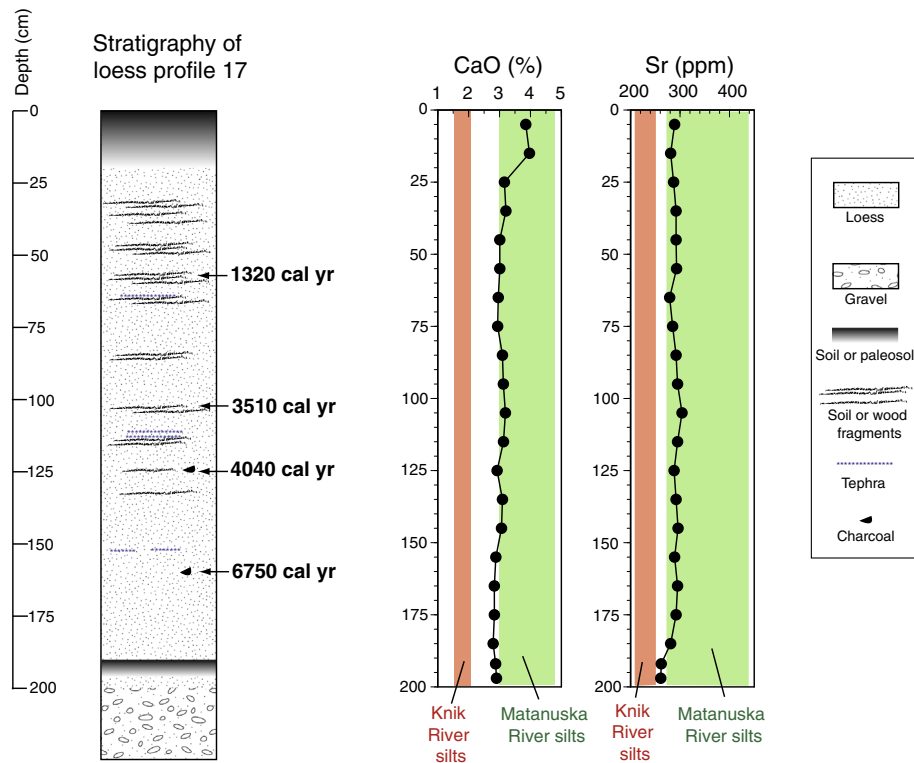 Depth (cm)
Stratigraphy of
loess profile 17
0
25
50
75
100
125
150
175
200
1320 cal yr
3510 cal yr
4040 cal yr
6750 cal yr
CaO (%)
1 2 3 4 5
0
25
50
75
100
125
150
175
200
Knik
River
silts
Matanuska
River silts
Sr (ppm)
200 300 400
0
25
50
75
100
125
150
175
200
Knik
River
silts
Matanuska
River silts
Loess
Gravel
Soil or paleosol
Soil or wood
fragments
Tephra
Charcoal